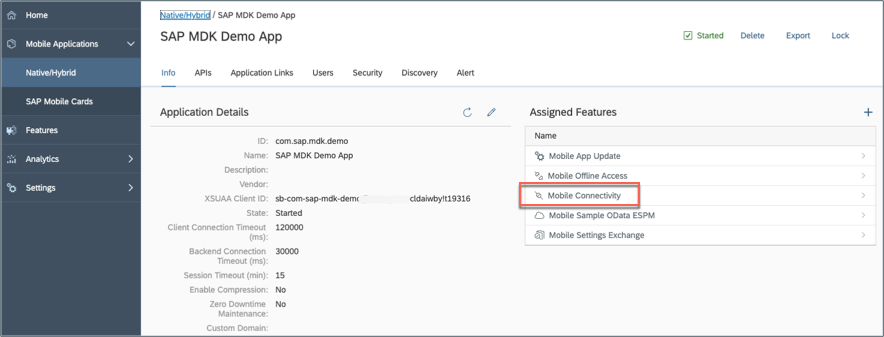 Home
Mobile Applications
Native/Hybrid
SAP Mobile Cards
Features
Analytics
Settings
Native/Hybrid / SAP MDK Demo App
SAP MDK Demo App
Started Delete Export Lock
Info APIs Application Links Users Security Discovery Alert
Application Details
ID: com.sap.mdk.demo
Name: SAP MDK Demo App
Description:
Vendor:
XSUAA Client ID: sb-com-sap-mdk-demo cldaiwby!t19316
State: Started
Client Connection Timeout 120000
(ms):
Backend Connection 30000
Timeout (ms):
Session Timeout (min): 15
Enable Compression: No
Zero Downtime No
Maintenance:
Custom Domain:
Assigned Features
Name
Mobile App Update
Mobile Offline Access
Mobile Connectivity
Mobile Sample OData ESPM
Mobile Settings Exchange